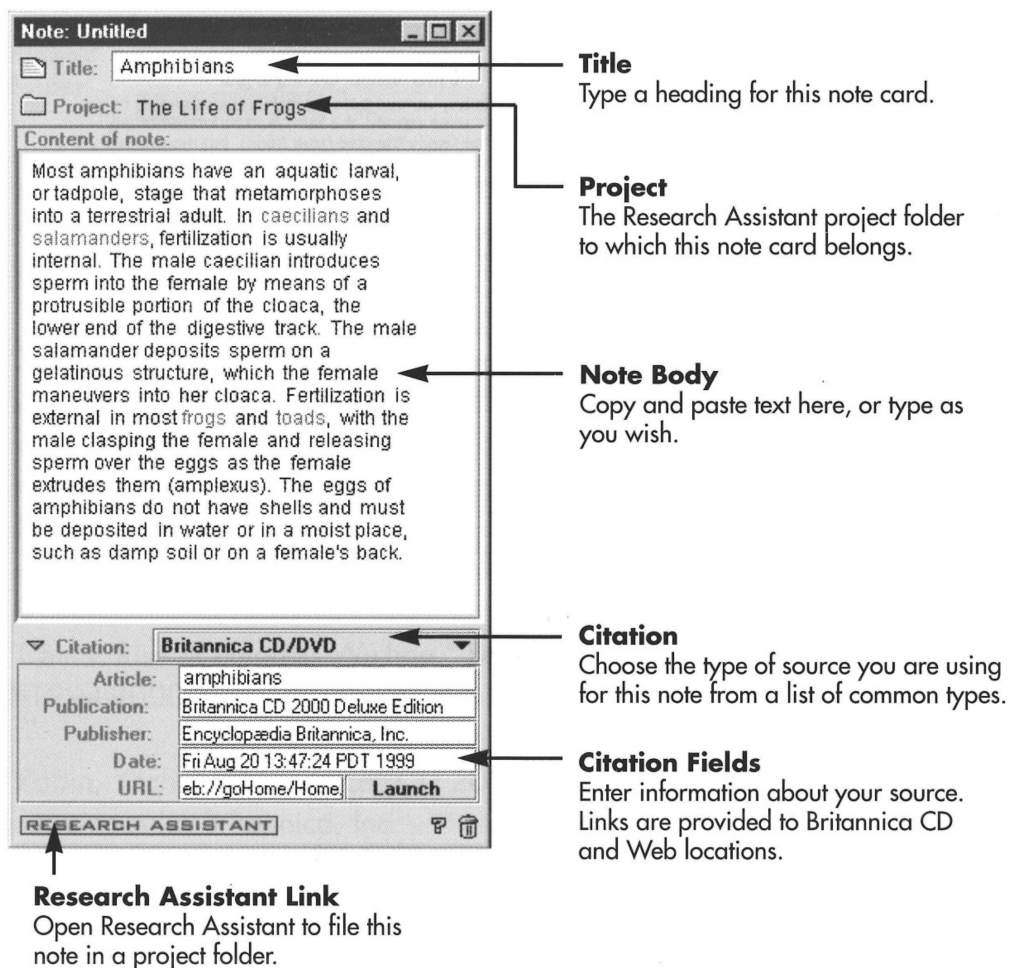 Note: Untitled
Title: Amphibians
Project: The Life of Frogs
Content of note:
Most amphibians have an aquatic larval,
or tadpole, stage that metamorphoses
into a terrestrial adult. In caecilians and
salamanders, fertilization is usually
internal. The male caecilian introduces
sperm into the female by means of a
protrusible portion of the cloaca, the
lower end of the digestive track. The male
salamander deposits sperm on a
gelatinous structure, which the female
maneuvers into her cloaca. Fertilization is
external in most frogs and toads, with the
male clasping the female and releasing
sperm over the eggs as the female
extrudes them (amplexus). The eggs of
amphibians do not have shells and must
be deposited in water or in a moist place,
such as damp soil or on a female's back.
Citation: Britannica CD/DVD
Article: amphibians
Publication: Britannica CD 2000 Deluxe Edition
Publisher: Encyclopædia Britannica, Inc.
Date: Fri Aug 20 13:47:24 PDT 1999
URL: eb://goHome/Home. Launch
RESEARCH ASSISTANT
Title
Type a heading for this note card.
Project
The Research Assistant project folder
to which this note card belongs.
Note Body
Copy and paste text here, or type as
you wish.
Citation
Choose the type of source you are using
for this note from a list of common types.
Citation Fields
Enter information about your source.
Links are provided to Britannica CD
and Web locations.
Research Assistant Link
Open Research Assistant to file this
note in a project folder.